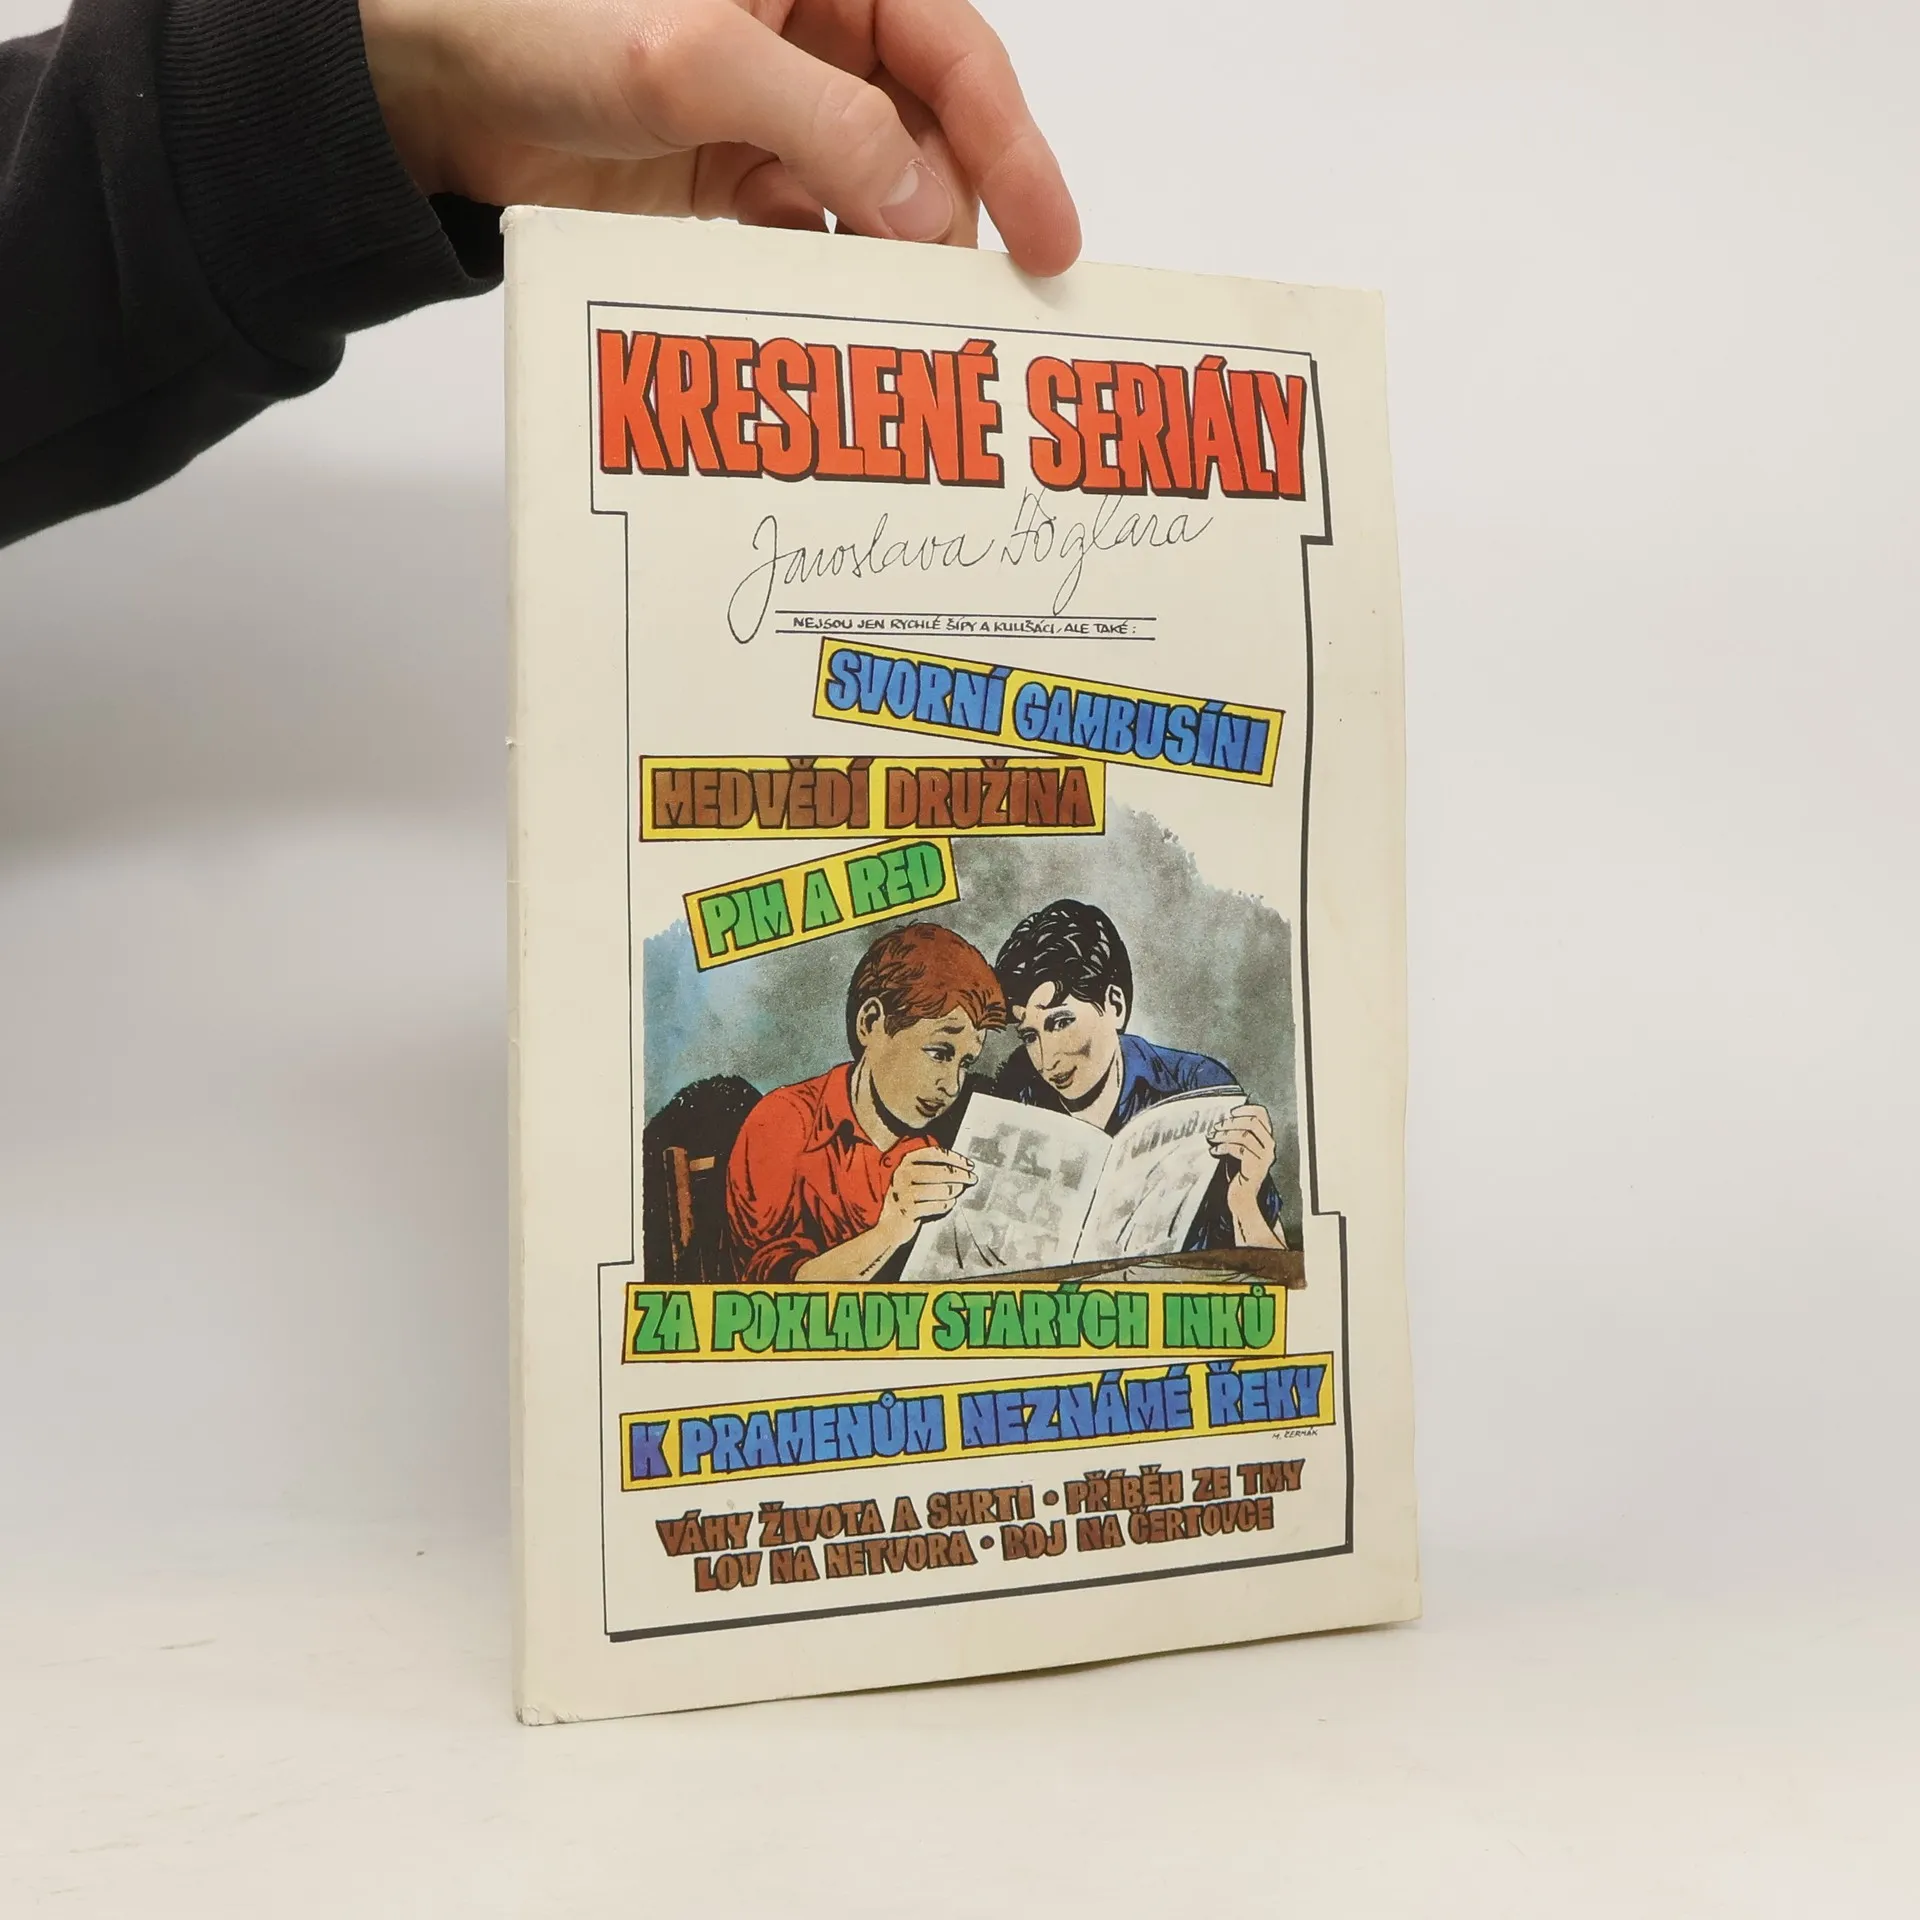 KRESLENÉ SERIÁLY
Jaroslava Foglara
NEJSOU JEN RYCHLÉ ŠÍPY A KULIŠÁCI, ALE TAKÉ:
SVORNÍ GAMBUSÍNI
MEDVĚDÍ DRUŽINA
PIM A RED
ZA POKLADY STARÝCH INKŮ
K PRAMENŮM NEZNÁMÉ ŘEKY
M. ČERMÁK
VÁHY ŽIVOTA A SMRTI • PŘÍBĚH ZE TMY
LOV NA NETVORA • BOJ NA ČERTOVCE